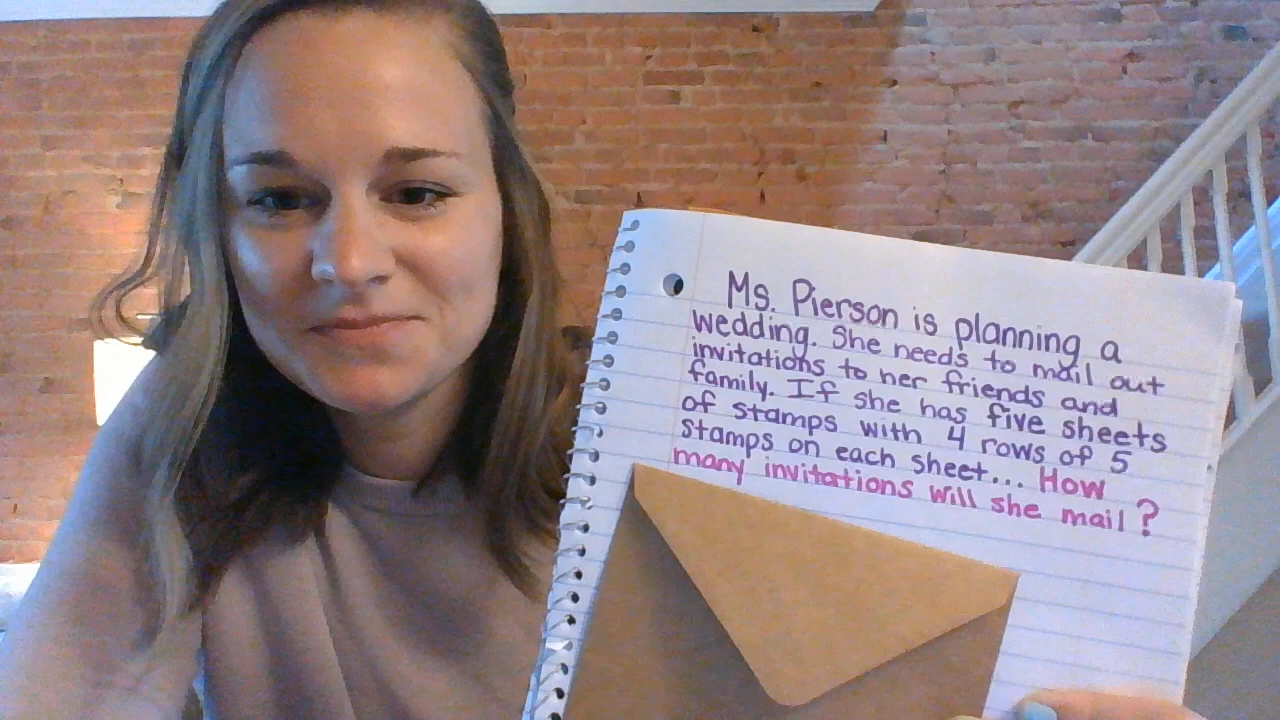 Ms. Pierson is planning a
wedding. She needs to mail out
invitations to her friends and
family. If she has five sheets
of stamps with 4 rows of 5
stamps on each sheet... How
many invitations will she mail?